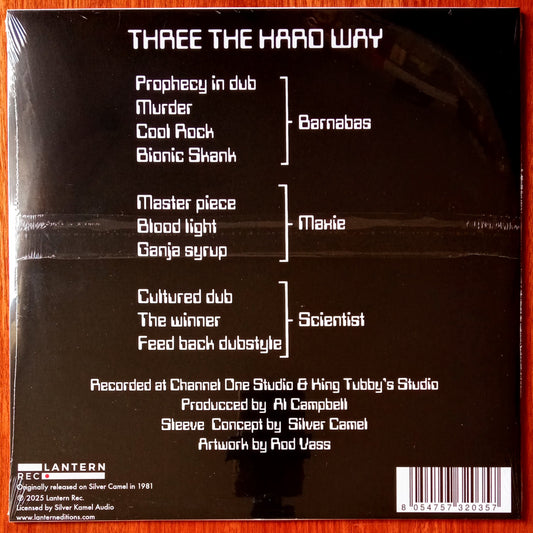 THREE THE HARD WAY
Prophecy in dub
Murder
Cool Rock
Bionic Skank
Barnabas
Master piece
Blood light
Ganja syrup
Maxie
Cultured dub
The winner
Feed back dubstyle
Scientist
Recorded at Channel One Studio & King Tubby's Studio
Producced by Al Campbell
Sleeve Concept by Silver Camel
Artwork by Rod Vass
LANTERN
REC
Originally released on Silver Camel in 1981
℗ 2025 Lantern Rec.
Licensed by Silver Kamel Audio
www.lanterneditions.com
8 054757 320357